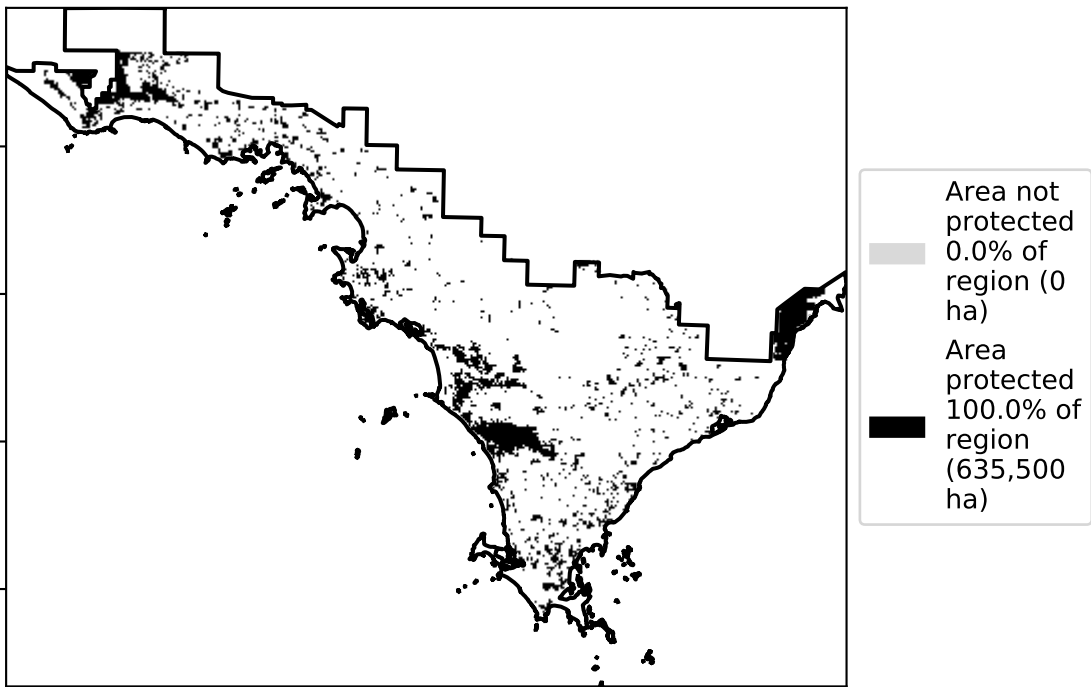 Area not
protected
0.0% of
region (0
ha)
Area
protected
100.0% of
region
(635,500
ha)